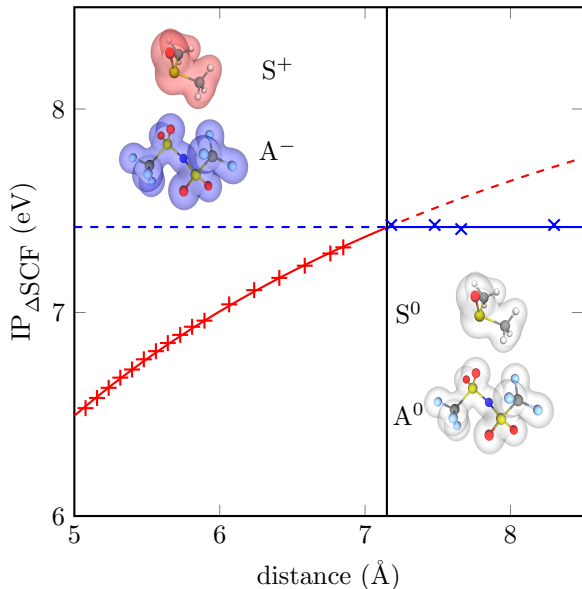 8
7
6
IP ΔSCF (eV)
S⁺
A⁻
S⁰
A⁰
5
6
7
8
distance (Å)